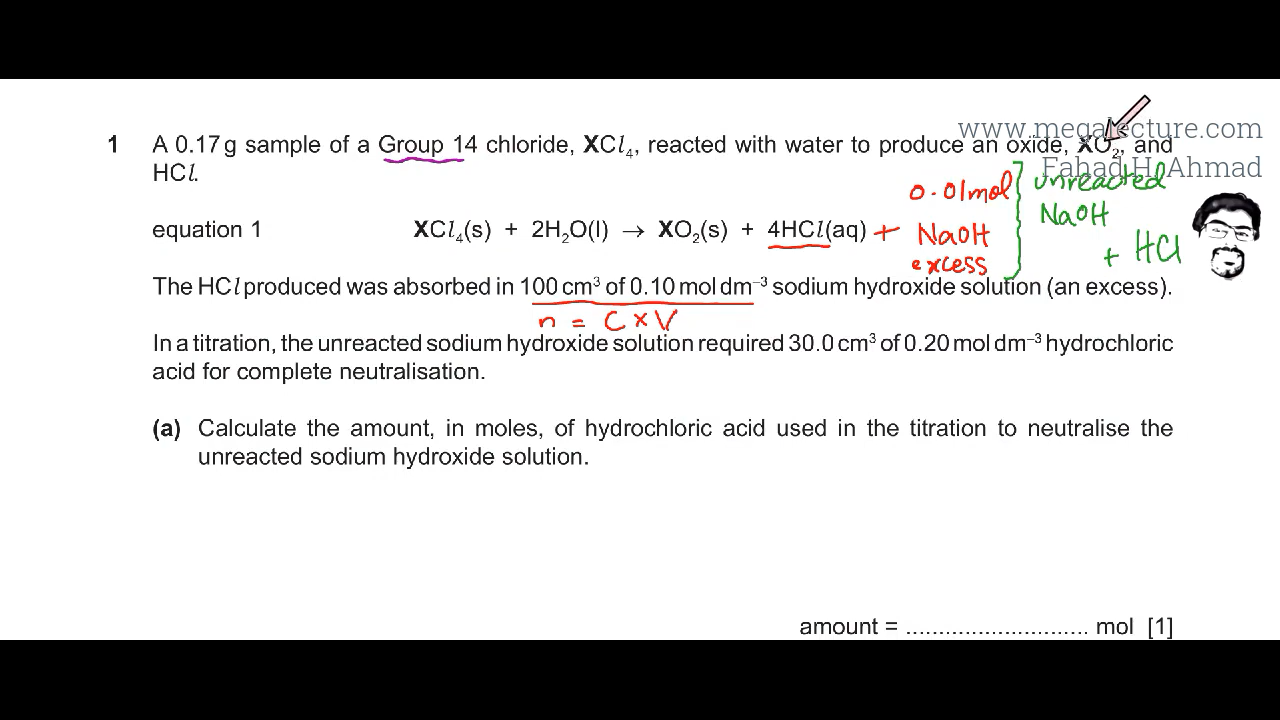 www.megalecture.com
1 A 0.17 g sample of a Group 14 chloride, XCl₄, reacted with water to produce an oxide, XO₂, and
Fahad H. Ahmad
HCl.
0.01mol
unreacted
NaOH
+ HCl
equation 1 XCl₄(s) + 2H₂O(l) → XO₂(s) + 4HCl(aq) + NaOH
excess
The HCl produced was absorbed in 100 cm³ of 0.10 mol dm⁻³ sodium hydroxide solution (an excess).
n = C × V
In a titration, the unreacted sodium hydroxide solution required 30.0 cm³ of 0.20 mol dm⁻³ hydrochloric
acid for complete neutralisation.
(a) Calculate the amount, in moles, of hydrochloric acid used in the titration to neutralise the
unreacted sodium hydroxide solution.
amount = ............................ mol [1]